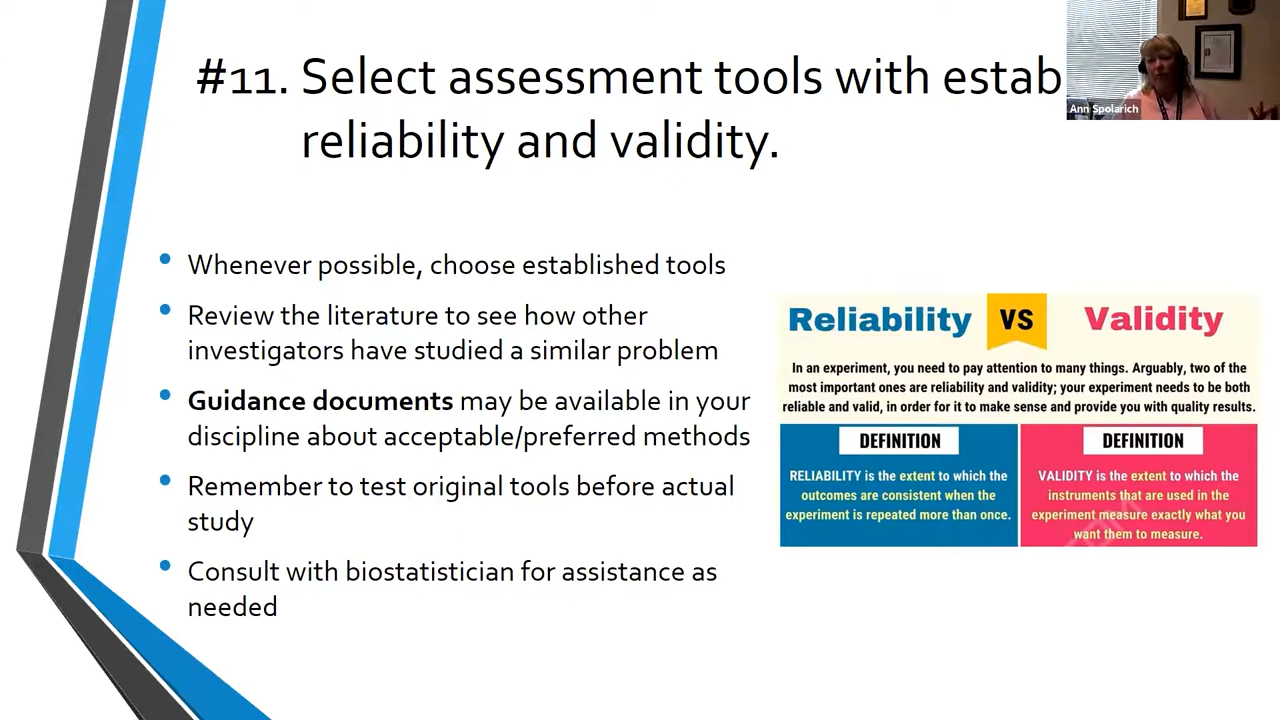 #11. Select assessment tools with estab
reliability and validity.
Ann Spolarich
• Whenever possible, choose established tools
• Review the literature to see how other
investigators have studied a similar problem
• Guidance documents may be available in your
discipline about acceptable/preferred methods
• Remember to test original tools before actual
study
• Consult with biostatistician for assistance as
needed
Reliability VS Validity
In an experiment, you need to pay attention to many things. Arguably, two of the
most important ones are reliability and validity; your experiment needs to be both
reliable and valid, in order for it to make sense and provide you with quality results.
DEFINITION
RELIABILITY is the extent to which the
outcomes are consistent when the
experiment is repeated more than once.
DEFINITION
VALIDITY is the extent to which the
instruments that are used in the
experiment measure exactly what you
want them to measure.